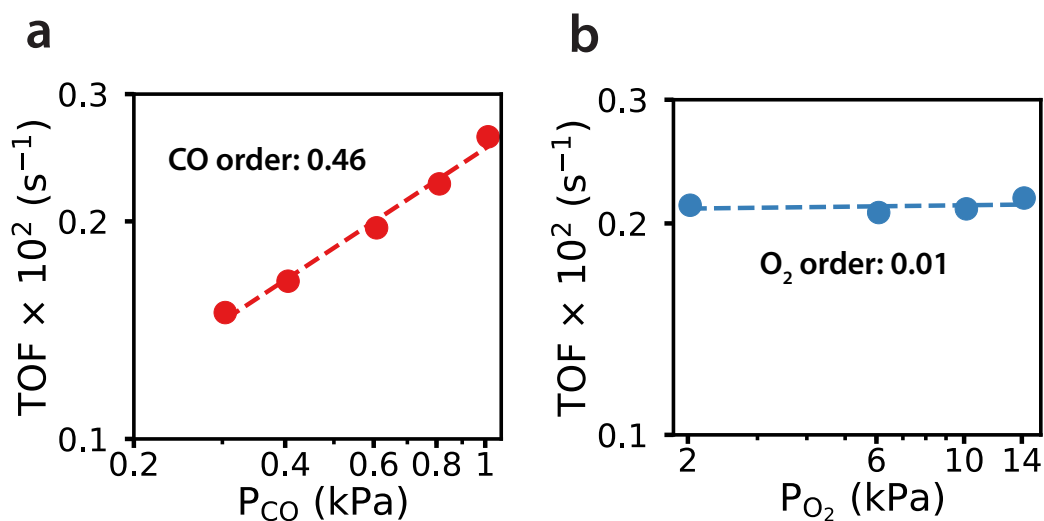 a
0.3
0.2
0.1
TOF × 10² (s⁻¹)
CO order: 0.46
0.2 0.4 0.6 0.8 1
P_CO (kPa)
b
0.3
0.2
0.1
TOF × 10² (s⁻¹)
O₂ order: 0.01
2 6 10 14
P_O₂ (kPa)